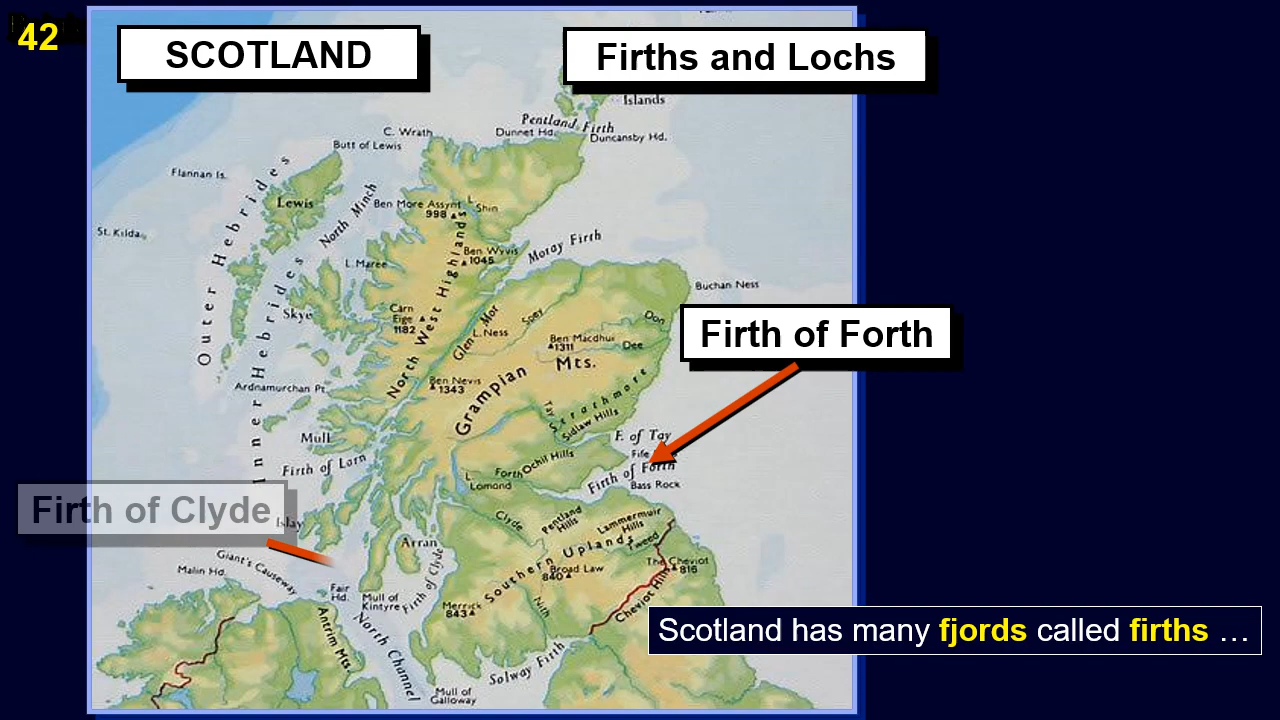 42
SCOTLAND
Firths and Lochs
Islands
Pentland Firth
C. Wrath
Dunnet Hd.
Duncansby Hd.
Butt of Lewis
Flannan Is.
Lewis
North Minch
Ben More Assynt
998
L. Shin
Outer Hebrides
St. Kilda
Ben Wyvis
1045
Moray Firth
L. Maree
Buchan Ness
Inner Hebrides
Skye
Carn
Eige
1182
North West Highlands
Glen Mor
L. Ness
Spey
Don
Ben Macdhui
1311
Dee
Firth of Forth
Ardnamurchan Pt.
Ben Nevis
1343
Grampian Mts.
Strathmore
Tay
Sidlaw Hills
Mull
F. of Tay
Fife
Firth of Lorn
Forth
Ochil Hills
Firth of Forth
L.
Lomond
Bass Rock
Firth of Clyde
Islay
Clyde
Pentland
Hills
Lammermuir
Hills
Tweed
Arran
Southern Uplands
Giant's Causeway
Malin Hd.
Firth of Clyde
Broad Law
840
The Cheviot
816
Fair
Hd.
Mull of
Kintyre
Merrick
843
Nith
Cheviot Hills
Antrim Mts.
North Channel
Scotland has many fjords called firths …
Solway Firth
Mull of
Galloway